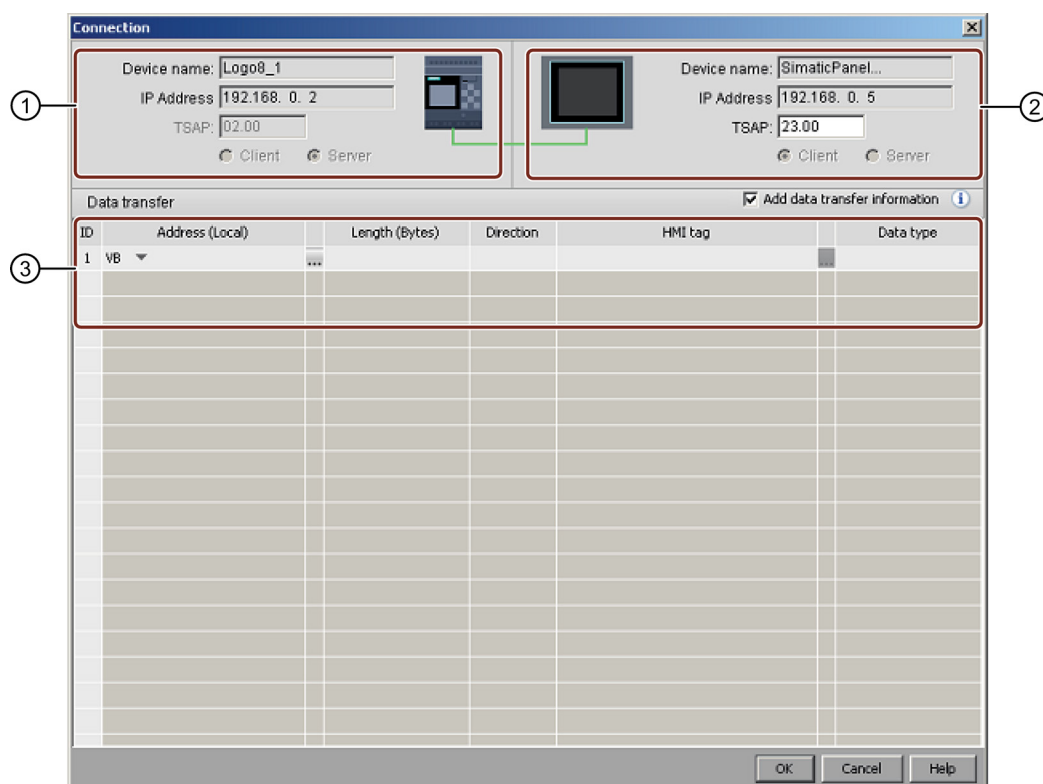 Connection
Device name: Logo8_1
IP Address 192.168. 0. 2
TSAP: 02.00
Client Server
1
Device name: SimaticPanel...
IP Address 192.168. 0. 5
TSAP: 23.00
Client Server
2
Data transfer
Add data transfer information
ID Address (Local) Length (Bytes) Direction HMI tag Data type
1 VB ... ...
3
OK Cancel Help